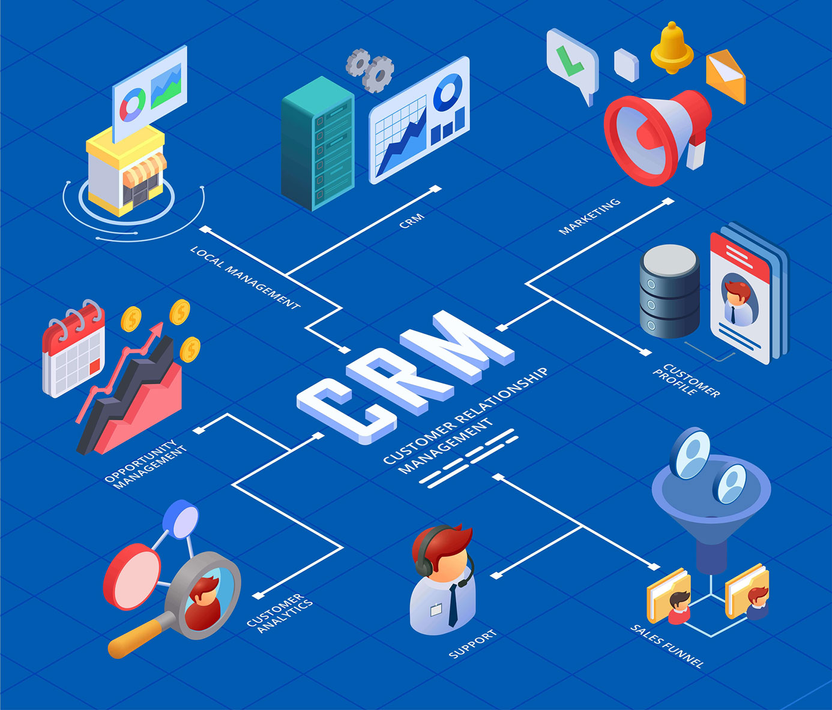 LOCAL MANAGEMENT
CRM
MARKETING
CUSTOMER
PROFILE
CRM
CUSTOMER RELATIONSHIP
MANAGEMENT
OPPORTUNITY
MANAGEMENT
CUSTOMER
ANALYTICS
SUPPORT
SALES FUNNEL